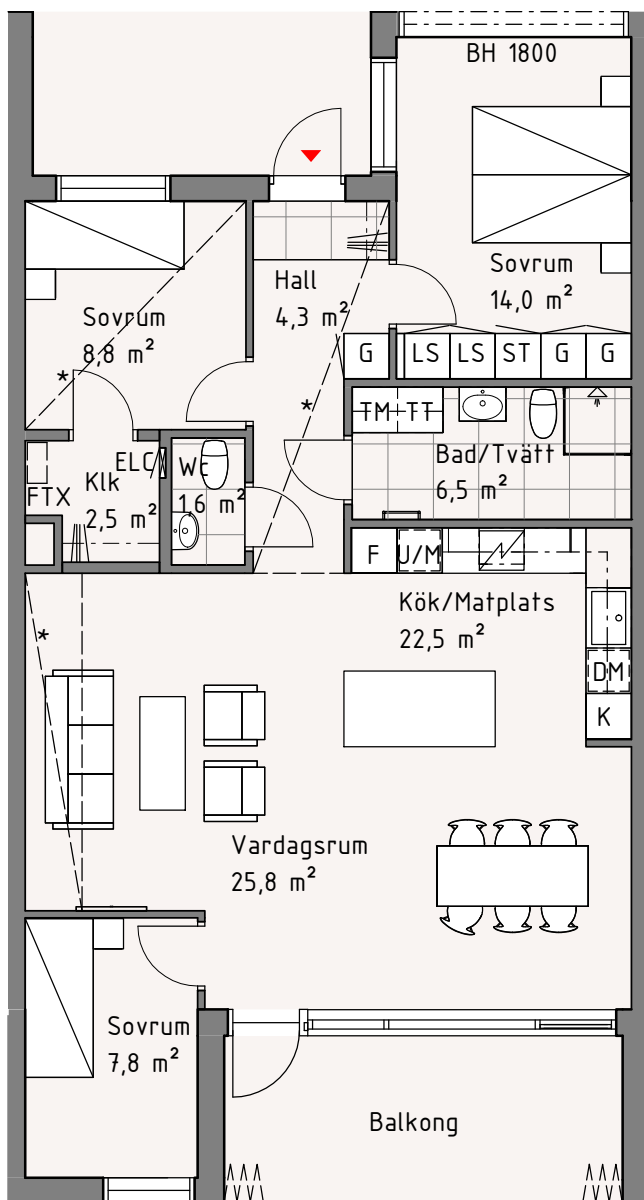 BH 1800
Sovrum
14,0 m²
Hall
4,3 m²
Sovrum
8,8 m²
*
*
G
LS LS ST G G
TM TT
Bad/Tvätt
6,5 m²
ELC
Wc
1,6 m²
FTX
Klk
2,5 m²
F U/M
Kök/Matplats
22,5 m²
*
DM
K
Vardagsrum
25,8 m²
Sovrum
7,8 m²
Balkong